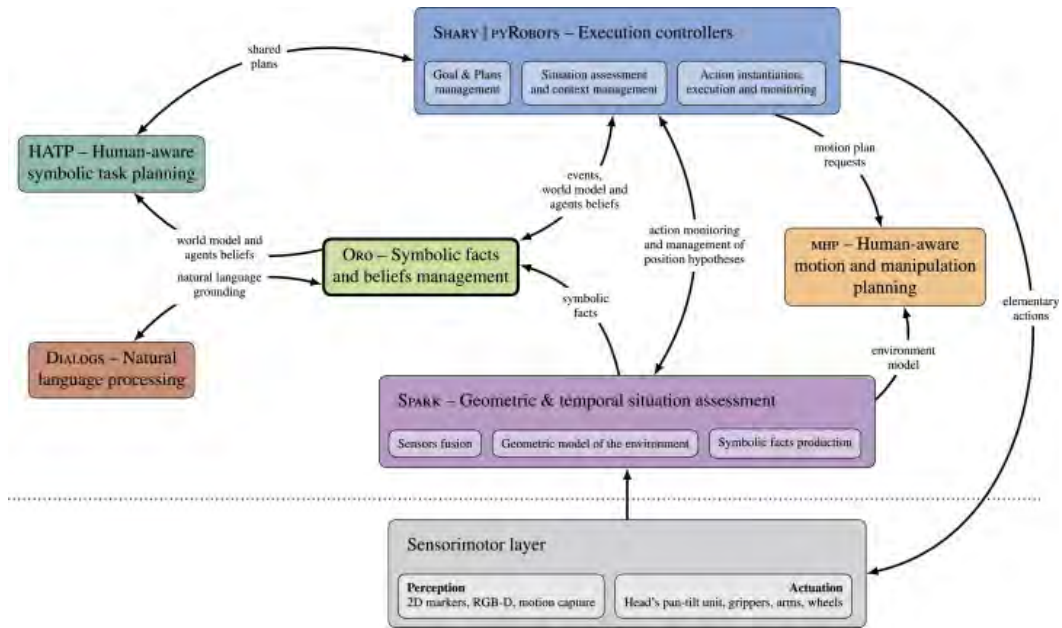 SHARY | PYROBOTS – Execution controllers
Goal & Plans
management
Situation assessment
and context management
Action instantiation,
execution and monitoring
shared
plans
HATP – Human-aware
symbolic task planning
motion plan
requests
events,
world model and
agents beliefs
world model and
agents beliefs
action monitoring
and management of
position hypotheses
ORO – Symbolic facts
and beliefs management
MHP – Human-aware
motion and manipulation
planning
natural language
grounding
symbolic
facts
elementary
actions
DIALOGS – Natural
language processing
environment
model
SPARK – Geometric & temporal situation assessment
Sensors fusion
Geometric model of the environment
Symbolic facts production
Sensorimotor layer
Perception
2D markers, RGB-D, motion capture
Actuation
Head's pan-tilt unit, grippers, arms, wheels